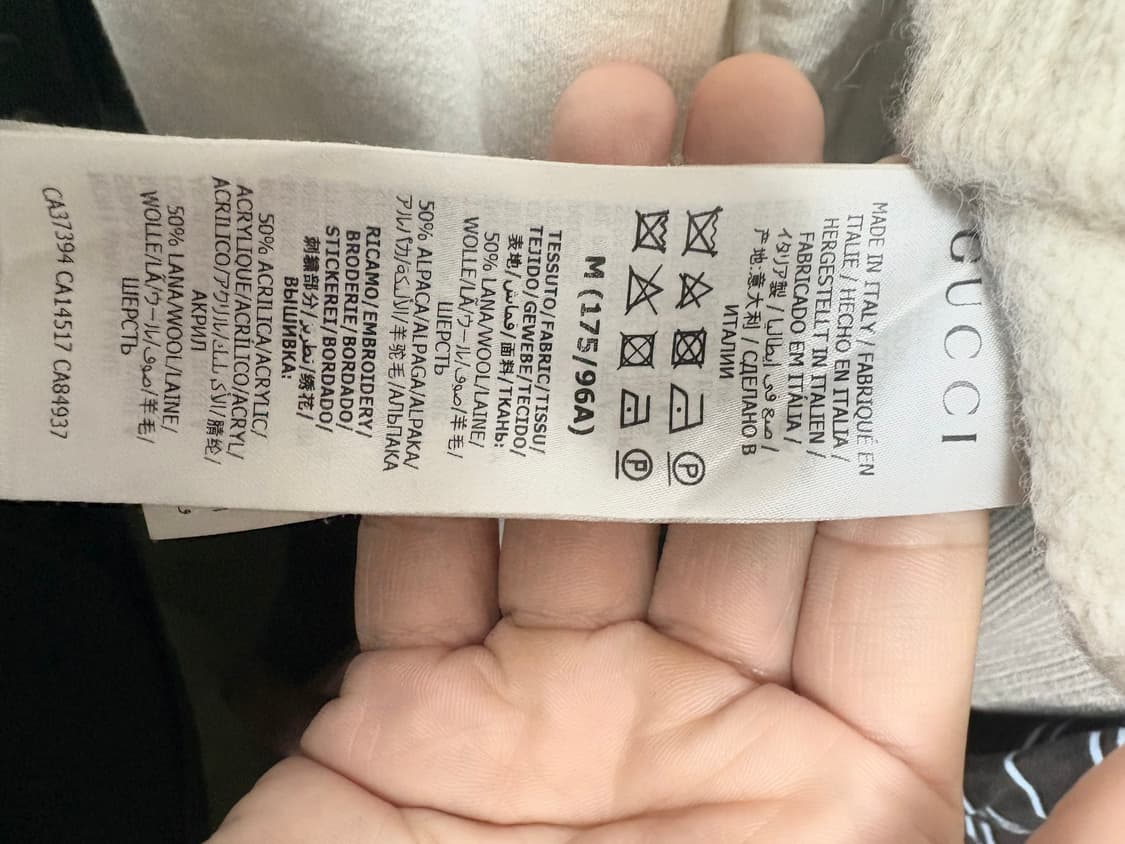 GUCCI
MADE IN ITALY / FABRIQUÉ EN
ITALIE / HECHO EN ITALIA /
HERGESTELLT IN ITALIEN /
FABRICADO EM ITÁLIA /
イタリア製 / صنع في إيطاليا /
产地:意大利 / СДЕЛАНО В
ИТАЛИИ
P
P
M (175/96A)
TESSUTO/FABRIC/TISSU/
TEJIDO/GEWEBE/TECIDO/
表地/قماش/面料/ТКАНЬ:
50% LANA/WOOL/LAINE/
WOLLE/LÃ/ウール/صوف/羊毛/
ШЕРСТЬ
50% ALPACA/ALPAGA/ALPAKA/
アルパカ/الألبكة/羊驼毛/АЛЬПАКА
RICAMO/EMBROIDERY/
BRODERIE/BORDADO/
STICKEREI/BORDADO/
刺繍部分/تطريز/绣花/
ВЫШИВКА:
50% ACRILICA/ACRYLIC/
ACRYLIQUE/ACRILICO/ACRYL/
ACRILICO/アクリル/الأكريليك/腈纶/
АКРИЛ
50% LANA/WOOL/LAINE/
WOLLE/LÃ/ウール/صوف/羊毛/
ШЕРСТЬ
CA37394 CA14517 CA84937